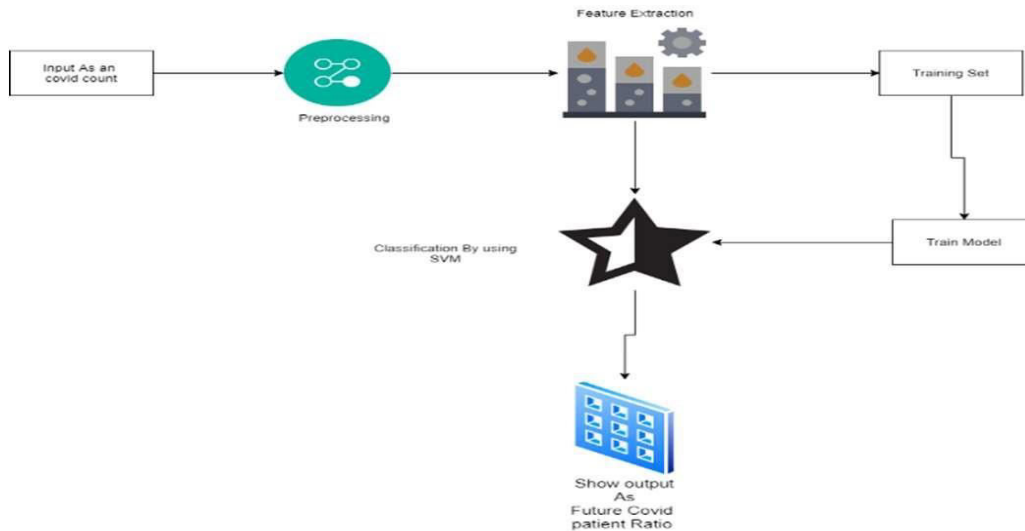 Feature Extraction
Input As an
covid count
Preprocessing
Training Set
Classification By using
SVM
Train Model
Show output
As
Future Covid
patient Ratio